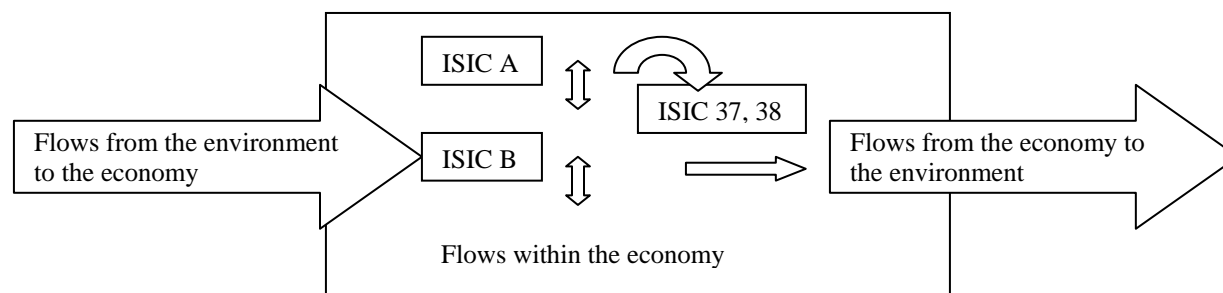 ISIC A
ISIC 37, 38
Flows from the environment
to the economy
ISIC B
Flows from the economy to
the environment
Flows within the economy